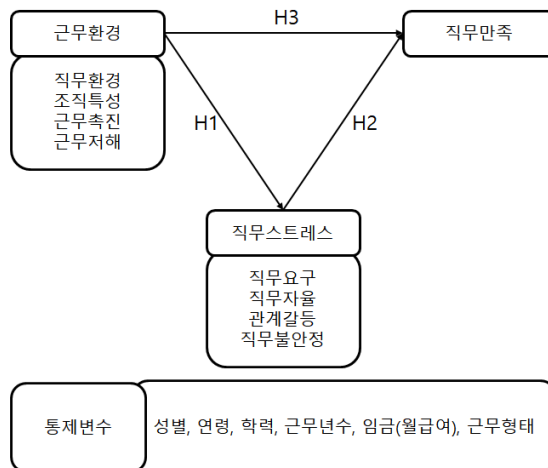 근무환경
H3
직무만족
직무환경
조직특성
근무촉진
근무저해
H1
H2
직무스트레스
직무요구
직무자율
관계갈등
직무불안정
통제변수
성별, 연령, 학력, 근무년수, 임금(월급여), 근무형태